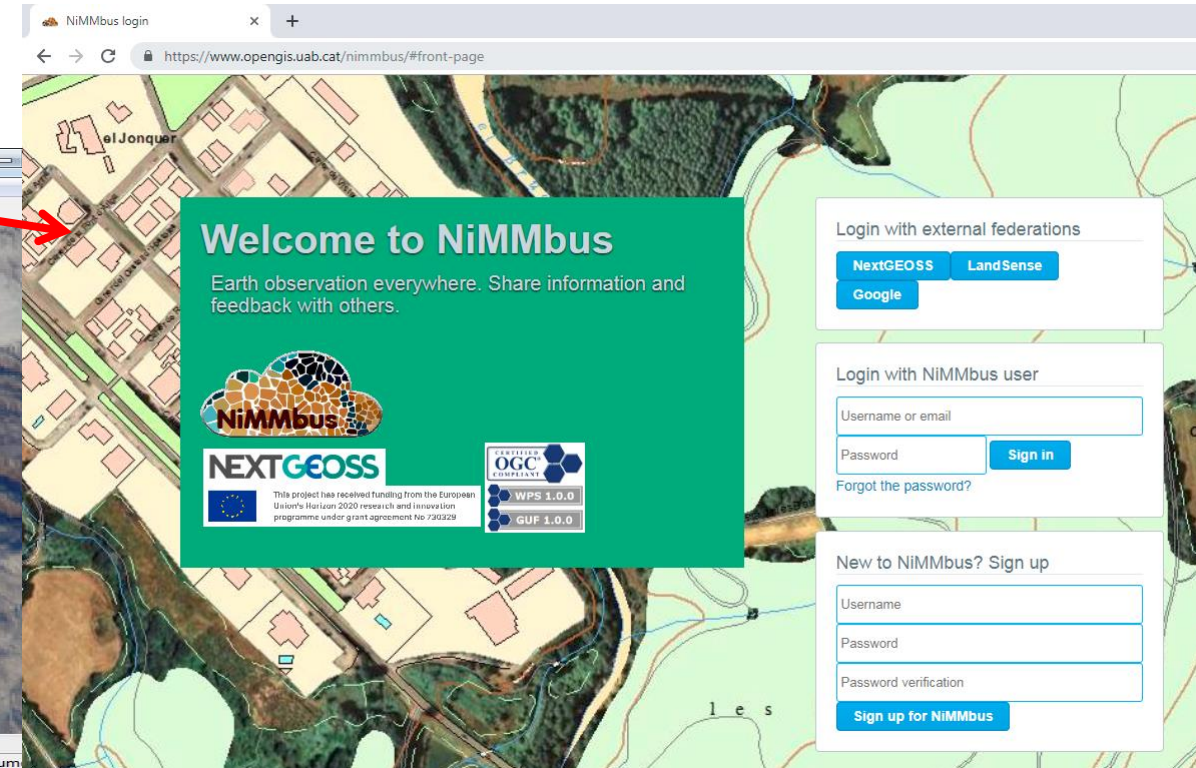 NiMMbus login
https://www.opengis.uab.cat/nimmbus/#front-page
el Jonquer
Welcome to NiMMbus
Earth observation everywhere. Share information and
feedback with others.
NiMMbus
NEXTGEOSS
This project has received funding from the European
Union's Horizon 2020 research and innovation
programme under grant agreement No 730329
CERTIFIED
OGC®
COMPLIANT
WPS 1.0.0
GUF 1.0.0
Login with external federations
NextGEOSS LandSense
Google
Login with NiMMbus user
Username or email
Password Sign in
Forgot the password?
New to NiMMbus? Sign up
Username
Password
Password verification
Sign up for NiMMbus
l e s